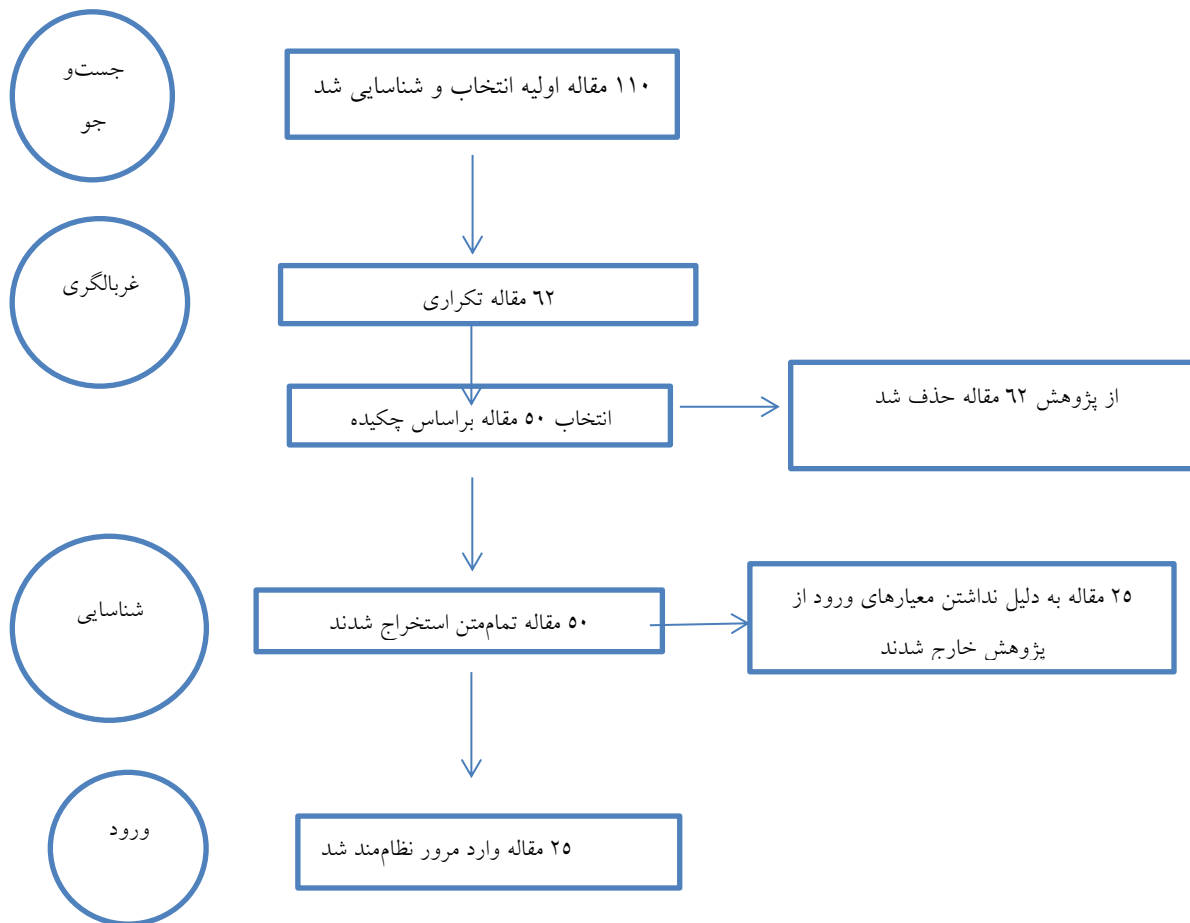 جست‌و
جو
۱۱۰ مقاله اولیه انتخاب و شناسایی شد
غربالگری
۶۲ مقاله تکراری
انتخاب ۵۰ مقاله براساس چکیده
از پژوهش ۶۲ مقاله حذف شد
شناسایی
۵۰ مقاله تمام‌متن استخراج شدند
۲۵ مقاله به دلیل نداشتن معیارهای ورود از
پژوهش خارج شدند
ورود
۲۵ مقاله وارد مرور نظام‌مند شد